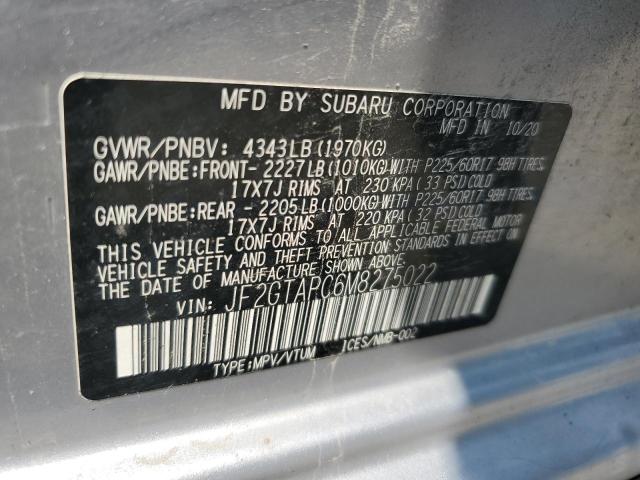 MFD BY SUBARU CORPORATION
MFD IN 10/20
GVWR/PNBV: 4343LB(1970KG)
GAWR/PNBE:FRONT- 2227LB(1010KG)WITH P225/60R17 98H TIRES,
17X7J RIMS AT 230 KPA(33 PSI)COLD
GAWR/PNBE:REAR - 2205LB(1000KG)WITH P225/60R17 98H TIRES,
17X7J RIMS AT 220 KPA(32 PSI)COLD
THIS VEHICLE CONFORMS TO ALL APPLICABLE FEDERAL MOTOR
VEHICLE SAFETY AND THEFT PREVENTION STANDARDS IN EFFECT ON
THE DATE OF MANUFACTURE SHOWN ABOVE.
VIN: JF2GTAPC6M8275022
TYPE:MPV/VTUM ICES/NMB-002